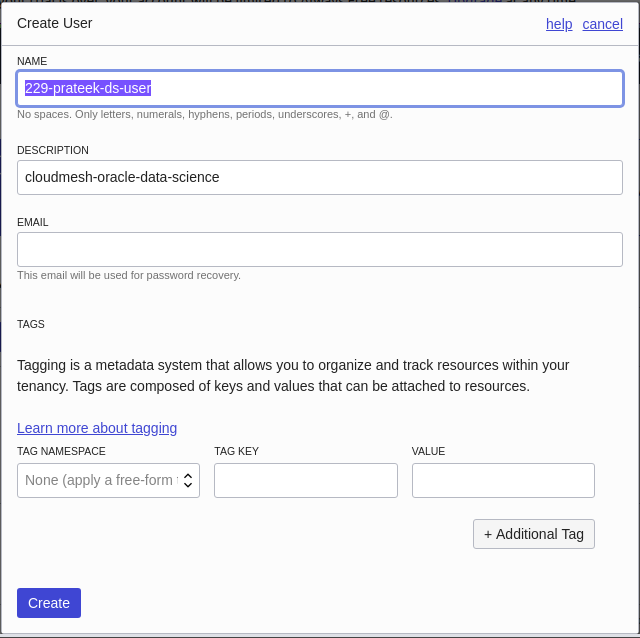 Create User
help cancel
NAME
229-prateek-ds-user
No spaces. Only letters, numerals, hyphens, periods, underscores, +, and @.
DESCRIPTION
cloudmesh-oracle-data-science
EMAIL
This email will be used for password recovery.
TAGS
Tagging is a metadata system that allows you to organize and track resources within your
tenancy. Tags are composed of keys and values that can be attached to resources.
Learn more about tagging
TAG NAMESPACE TAG KEY VALUE
None (apply a free-form
+ Additional Tag
Create